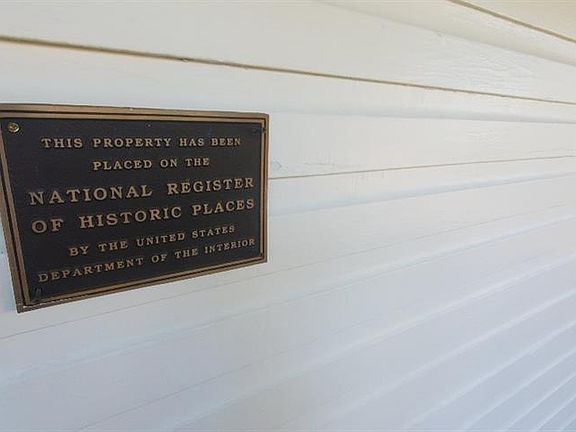 THIS PROPERTY HAS BEEN
PLACED ON THE
NATIONAL REGISTER
OF HISTORIC PLACES
BY THE UNITED STATES
DEPARTMENT OF THE INTERIOR